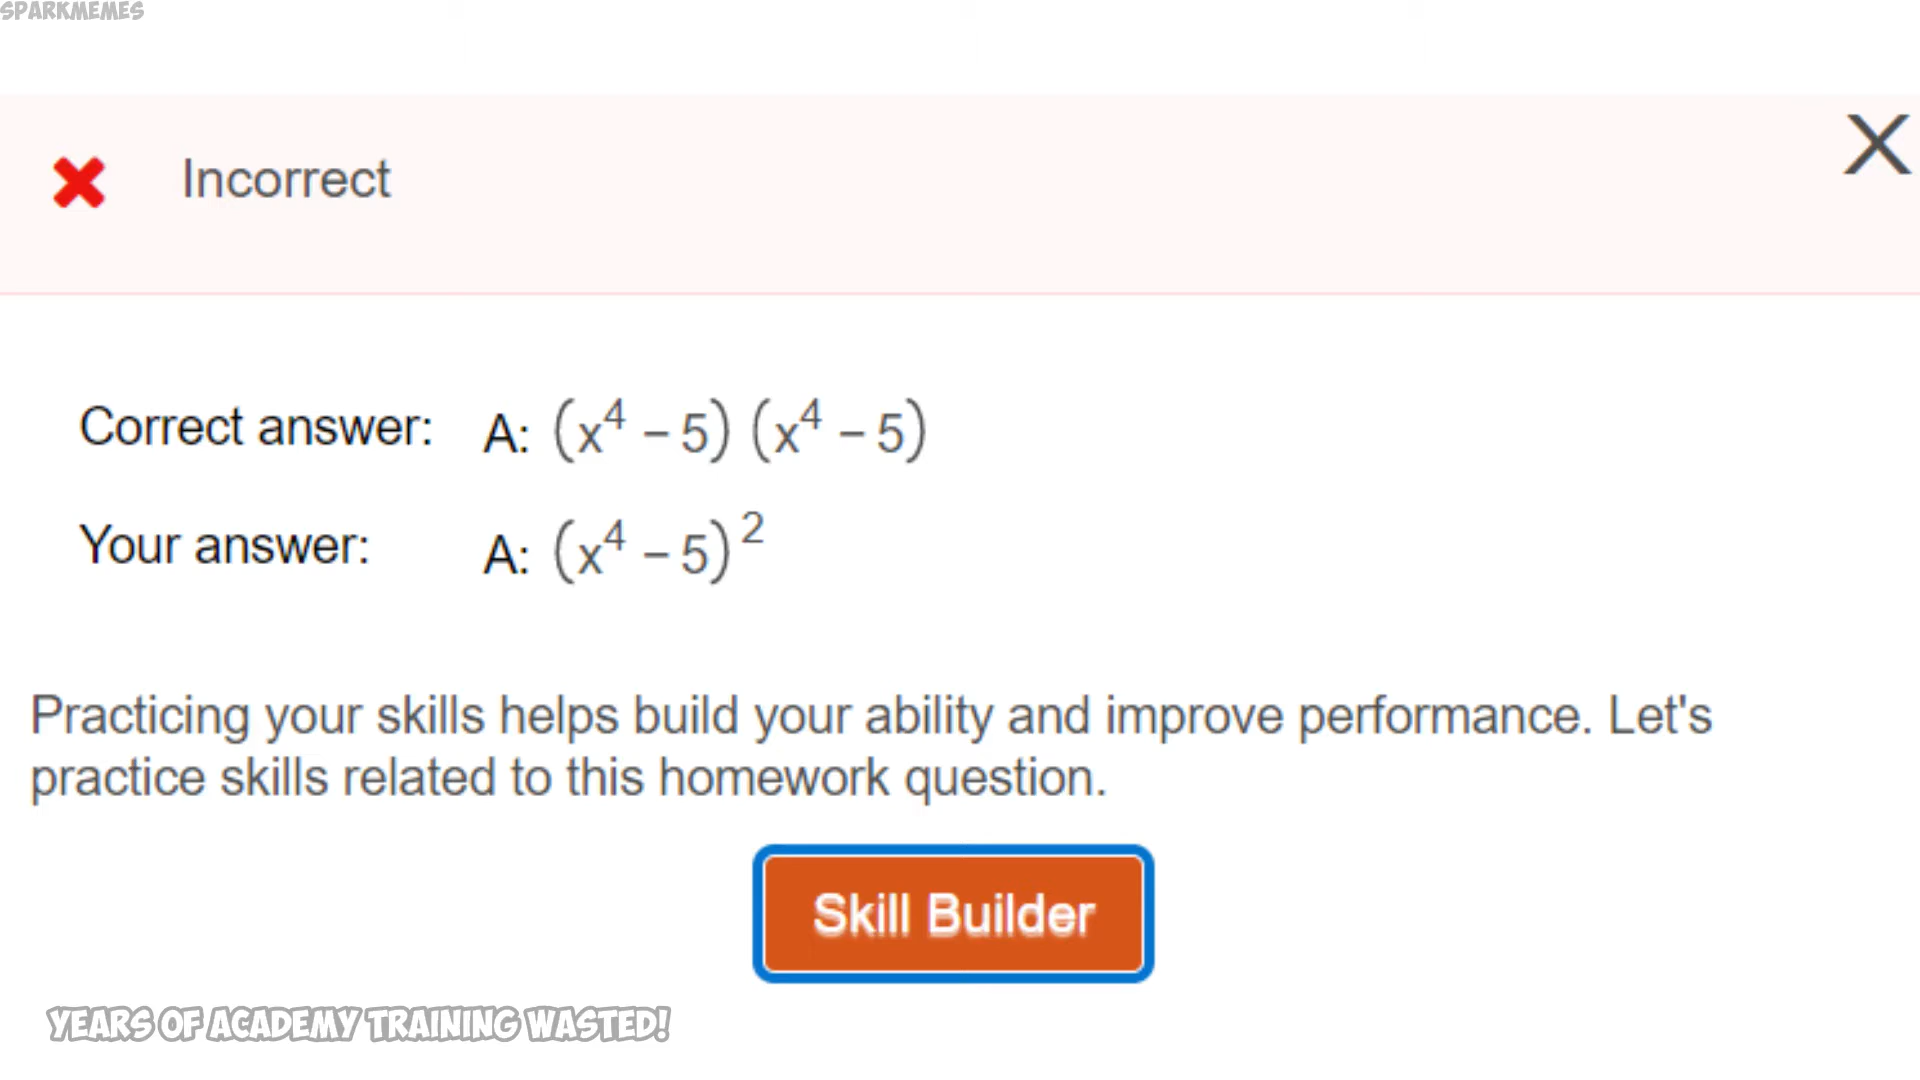 SPARKMEMES
Incorrect
Correct answer: A: (x⁴ – 5) (x⁴ – 5)
Your answer: A: (x⁴ – 5)²
Practicing your skills helps build your ability and improve performance. Let's
practice skills related to this homework question.
Skill Builder
YEARS OF ACADEMY TRAINING WASTED!